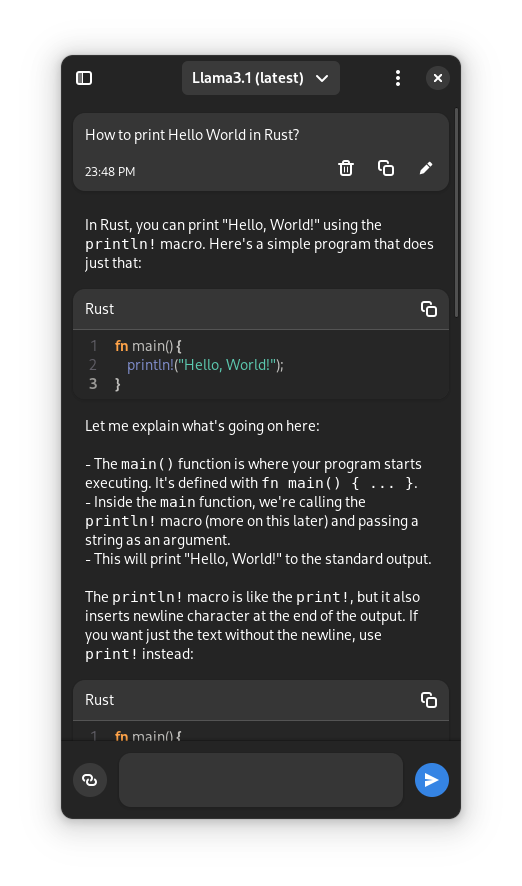 Llama3.1 (latest)
How to print Hello World in Rust?
23:48 PM
In Rust, you can print "Hello, World!" using the
println! macro. Here's a simple program that does
just that:
Rust
1 fn main() {
2 println!("Hello, World!");
3 }
Let me explain what's going on here:
- The main() function is where your program starts
executing. It's defined with fn main() { ... }.
- Inside the main function, we're calling the
println! macro (more on this later) and passing a
string as an argument.
- This will print "Hello, World!" to the standard output.
The println! macro is like the print!, but it also
inserts newline character at the end of the output. If
you want just the text without the newline, use
print! instead:
Rust
1 fn main() {